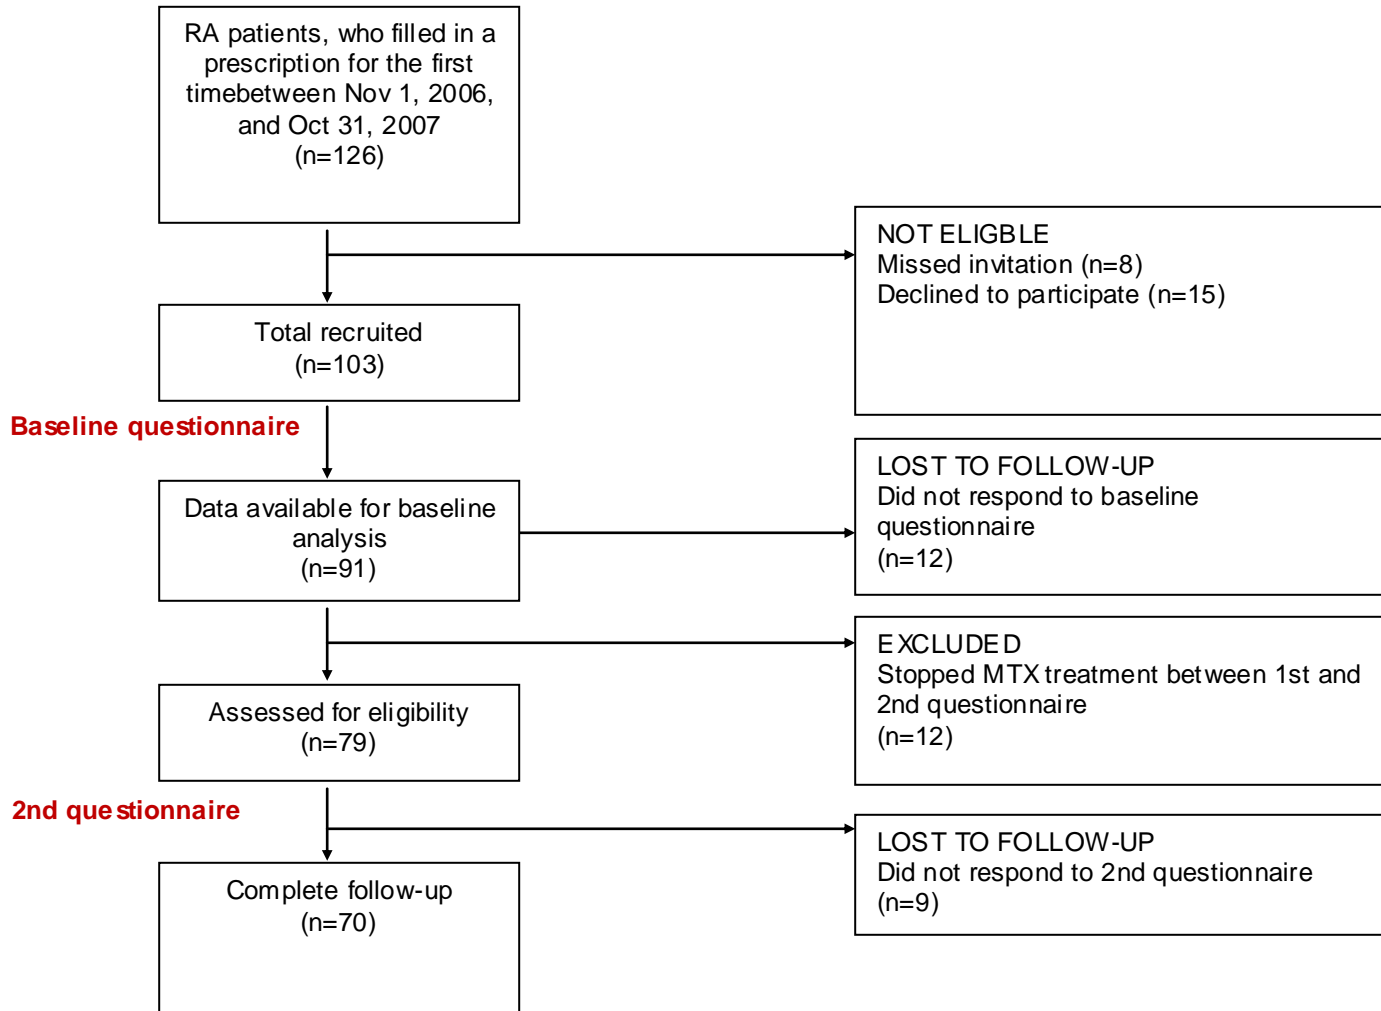 RA patients, who filled in a
prescription for the first
timebetween Nov 1, 2006,
and Oct 31, 2007
(n=126)
NOT ELIGBLE
Missed invitation (n=8)
Declined to participate (n=15)
Total recruited
(n=103)
Baseline questionnaire
LOST TO FOLLOW-UP
Did not respond to baseline
questionnaire
(n=12)
Data available for baseline
analysis
(n=91)
EXCLUDED
Stopped MTX treatment between 1st and
2nd questionnaire
(n=12)
Assessed for eligibility
(n=79)
2nd questionnaire
LOST TO FOLLOW-UP
Did not respond to 2nd questionnaire
(n=9)
Complete follow-up
(n=70)